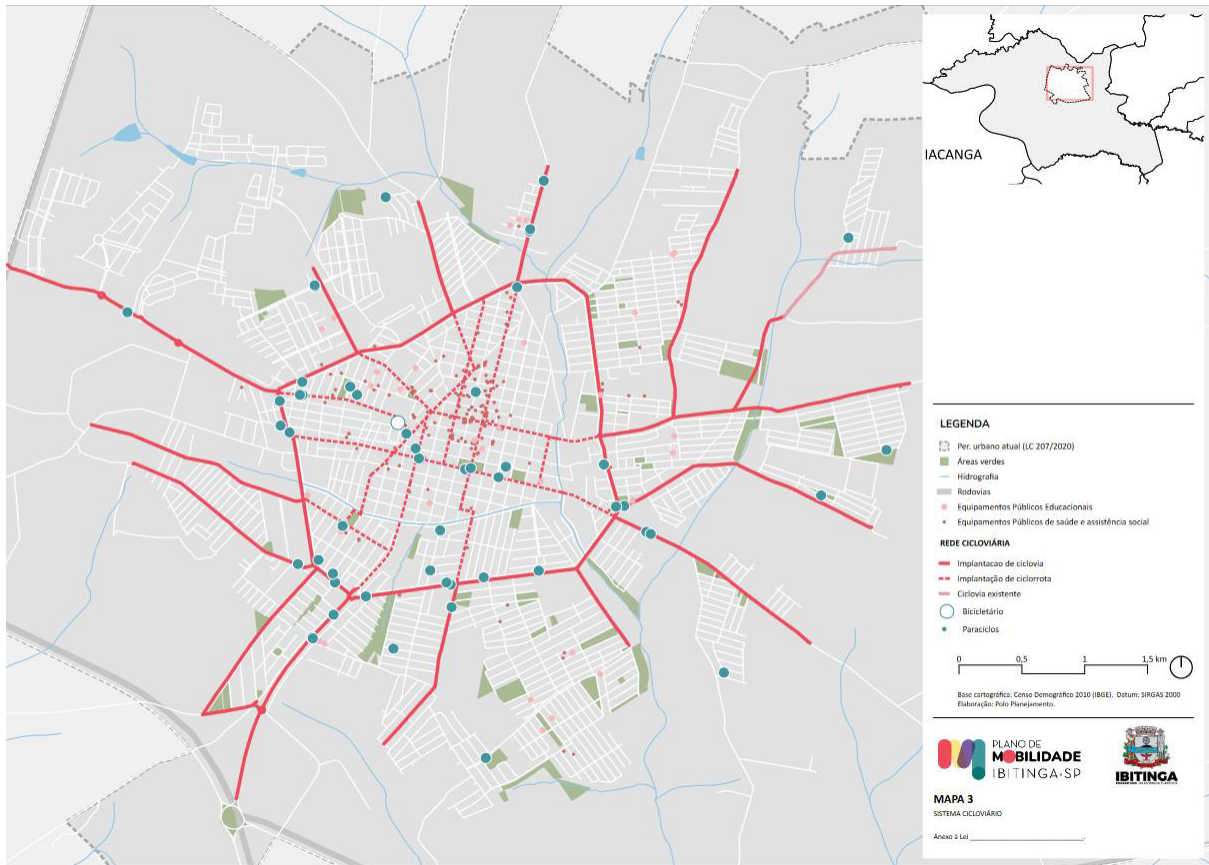 IACANGA
LEGENDA
Per. urbano atual (LC 207/2020)
Áreas verdes
Hidrografia
Rodovias
Equipamentos Públicos Educacionais
Equipamentos Públicos de saúde e assistência social
REDE CICLOVIÁRIA
Implantacao de ciclovia
Implantação de ciclorrota
Ciclovia existente
Bicicletário
Paraciclos
0 0,5 1 1,5 km
Base cartográfica: Censo Demográfico 2010 (IBGE). Datum: SIRGAS 2000
Elaboração: Polo Planejamento.
PLANO DE
MOBILIDADE
IBITINGA•SP
IBITINGA
MAPA 3
SISTEMA CICLOVIÁRIO
Anexo à Lei ______________________________.